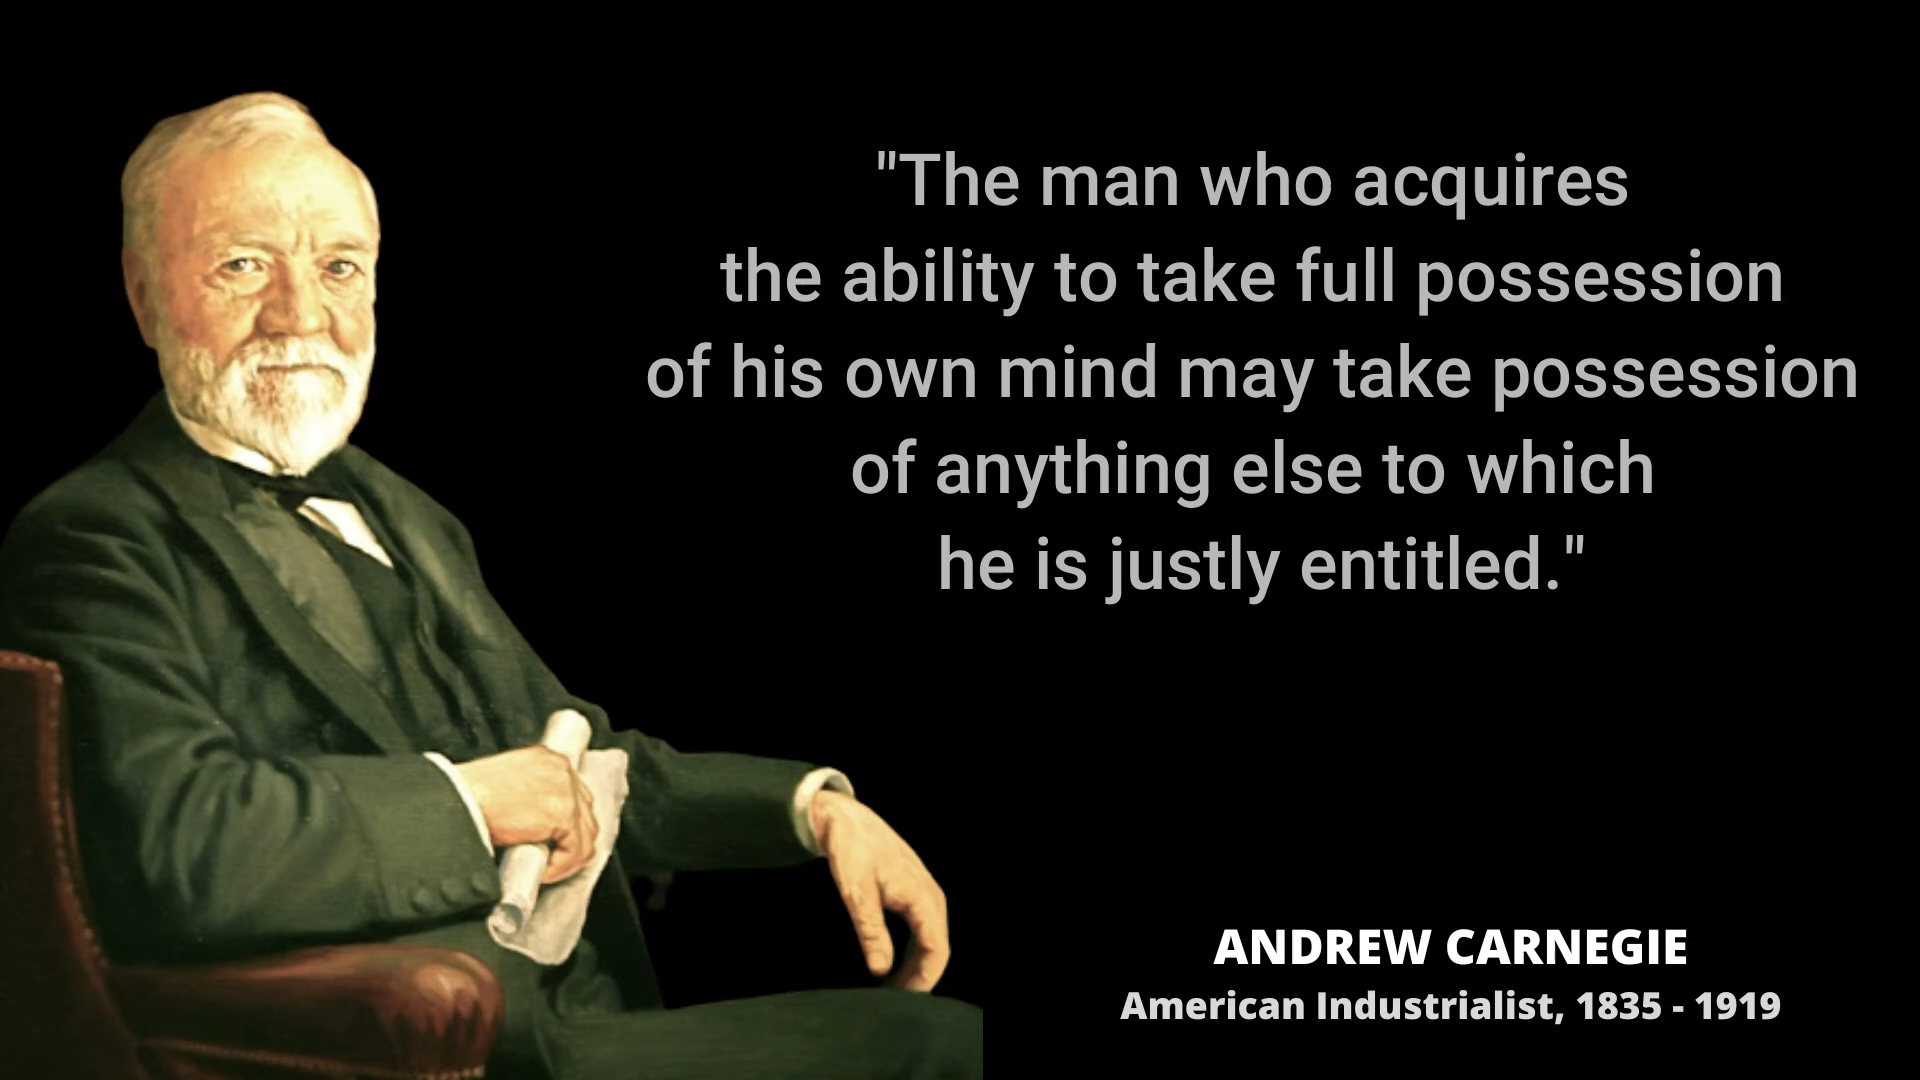 "The man who acquires
the ability to take full possession
of his own mind may take possession
of anything else to which
he is justly entitled."
ANDREW CARNEGIE
American Industrialist, 1835 - 1919